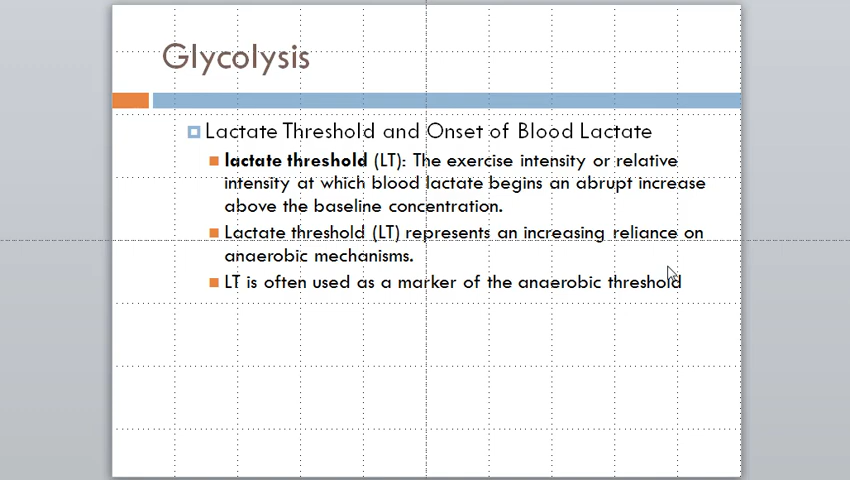 Glycolysis
Lactate Threshold and Onset of Blood Lactate
lactate threshold (LT): The exercise intensity or relative
intensity at which blood lactate begins an abrupt increase
above the baseline concentration.
Lactate threshold (LT) represents an increasing reliance on
anaerobic mechanisms.
LT is often used as a marker of the anaerobic threshold